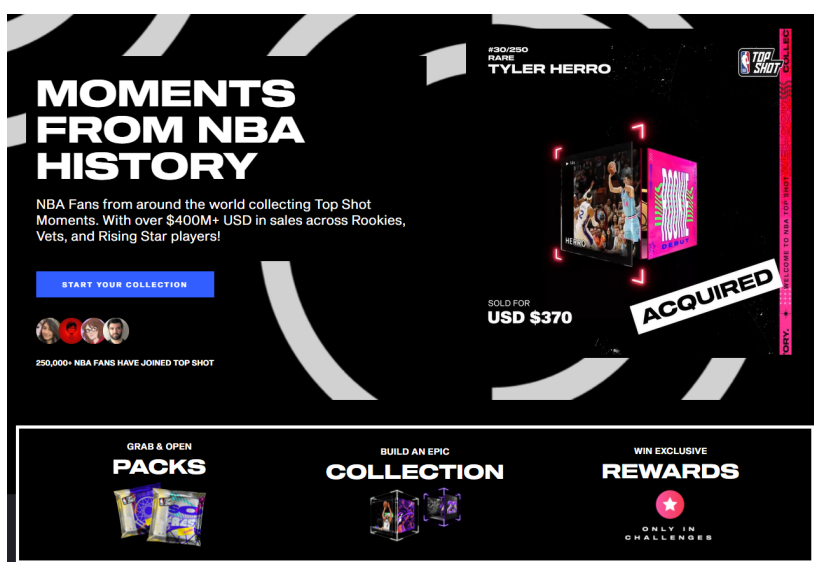 MOMENTS
FROM NBA
HISTORY
NBA Fans from around the world collecting Top Shot
Moments. With over $400M+ USD in sales across Rookies,
Vets, and Rising Star players!
START YOUR COLLECTION
250,000+ NBA FANS HAVE JOINED TOP SHOT
#30/250
RARE
TYLER HERRO
TOP
SHOT
HERRO
ROOKIE
DEBUT
SOLD FOR
USD $370
ACQUIRED
COLLEC
WELCOME TO NBA TOP SHOT
ORY.
GRAB & OPEN
PACKS
BUILD AN EPIC
COLLECTION
WIN EXCLUSIVE
REWARDS
ONLY IN
CHALLENGES